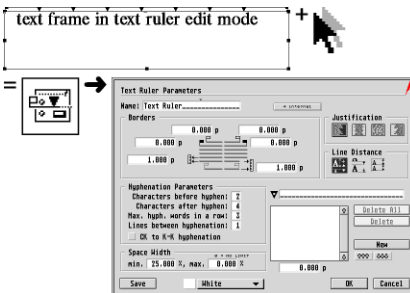 text frame in text ruler edit mode
+
=
Text Ruler Parameters
Name: Text Ruler
+ internal
Borders
0.000 p 0.000 p
0.000 p 0.000 p
1.000 p 1.000 p
Justification
Line Distance
Hyphenation Parameters
Characters before hyphen: 2
Characters after hyphen: 4
Max. hyph. words in a row: 3
Lines between hyphenation: 1
CK to K-K hyphenation
Space Width
min. 25.000 %, max. 0.000 %
0.000 p
Delete All
Delete
New
Save
White
OK
Cancel